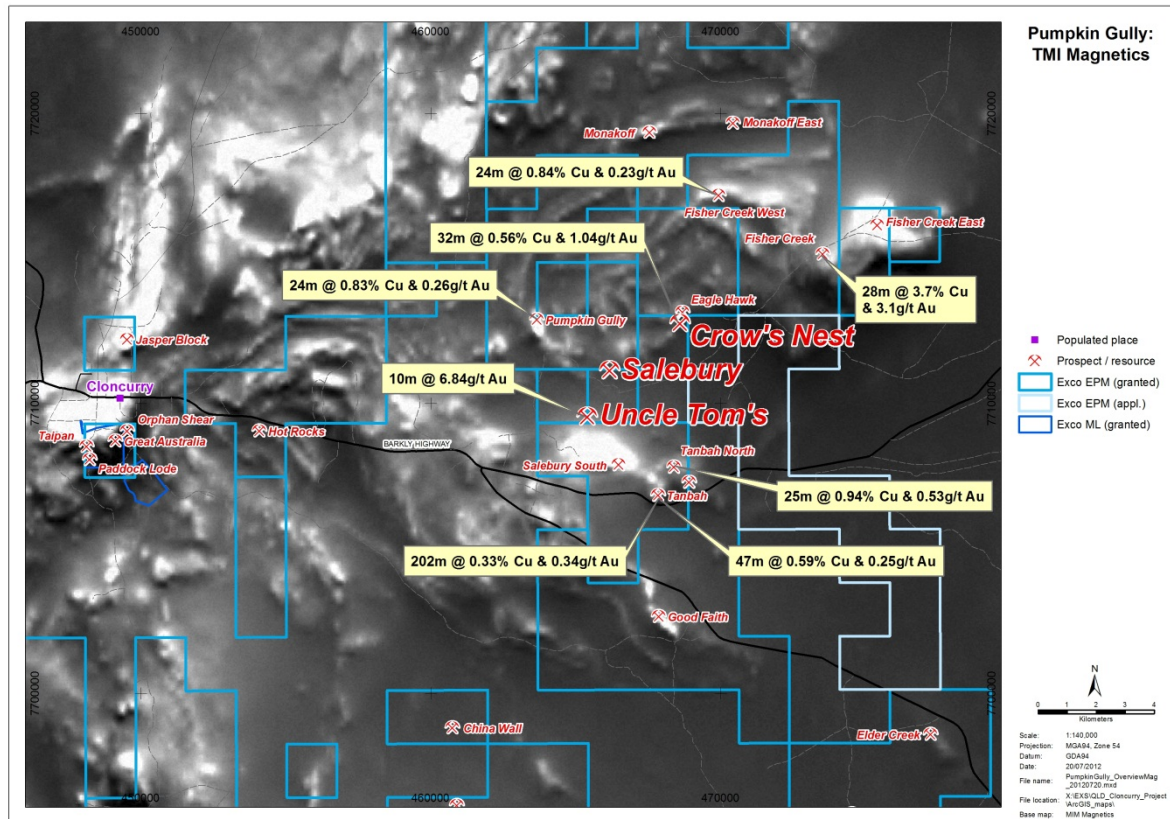 450000
460000
470000
Pumpkin Gully:
TMI Magnetics
7720000
7720000
Monakoff
Monakoff East
24m @ 0.84% Cu & 0.23g/t Au
Fisher Creek West
Fisher Creek East
32m @ 0.56% Cu & 1.04g/t Au
Fisher Creek
24m @ 0.83% Cu & 0.26g/t Au
28m @ 3.7% Cu
& 3.1g/t Au
Eagle Hawk
Pumpkin Gully
Crow's Nest
Jasper Block
Salebury
10m @ 6.84g/t Au
Cloncurry
7710000
7710000
Uncle Tom's
Orphan Shear
Hot Rocks
Taipan
Great Australia
BARKLY HIGHWAY
Tanbah North
Paddock Lode
Salebury South
25m @ 0.94% Cu & 0.53g/t Au
Tanbah
202m @ 0.33% Cu & 0.34g/t Au
47m @ 0.59% Cu & 0.25g/t Au
Good Faith
7700000
7700000
China Wall
Elder Creek
450000
460000
470000
Populated place
Prospect / resource
Exco EPM (granted)
Exco EPM (appl.)
Exco ML (granted)
N
0 1 2 3 4
Kilometers
Scale: 1:140,000
Projection: MGA94, Zone 54
Datum: GDA94
Date: 20/07/2012
File name: PumpkinGully_OverviewMag
_20120720.mxd
File location: X:\EXS\QLD_Cloncurry_Project
\ArcGIS_maps\
Base map: MIM Magnetics